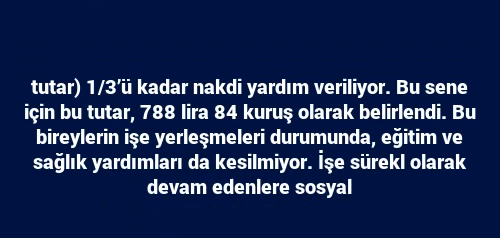 tutar) 1/3’ü kadar nakdi yardım veriliyor. Bu sene
için bu tutar, 788 lira 84 kuruş olarak belirlendi. Bu
bireylerin işe yerleşmeleri durumunda, eğitim ve
sağlık yardımları da kesilmiyor. İşe sürekl olarak
devam edenlere sosyal